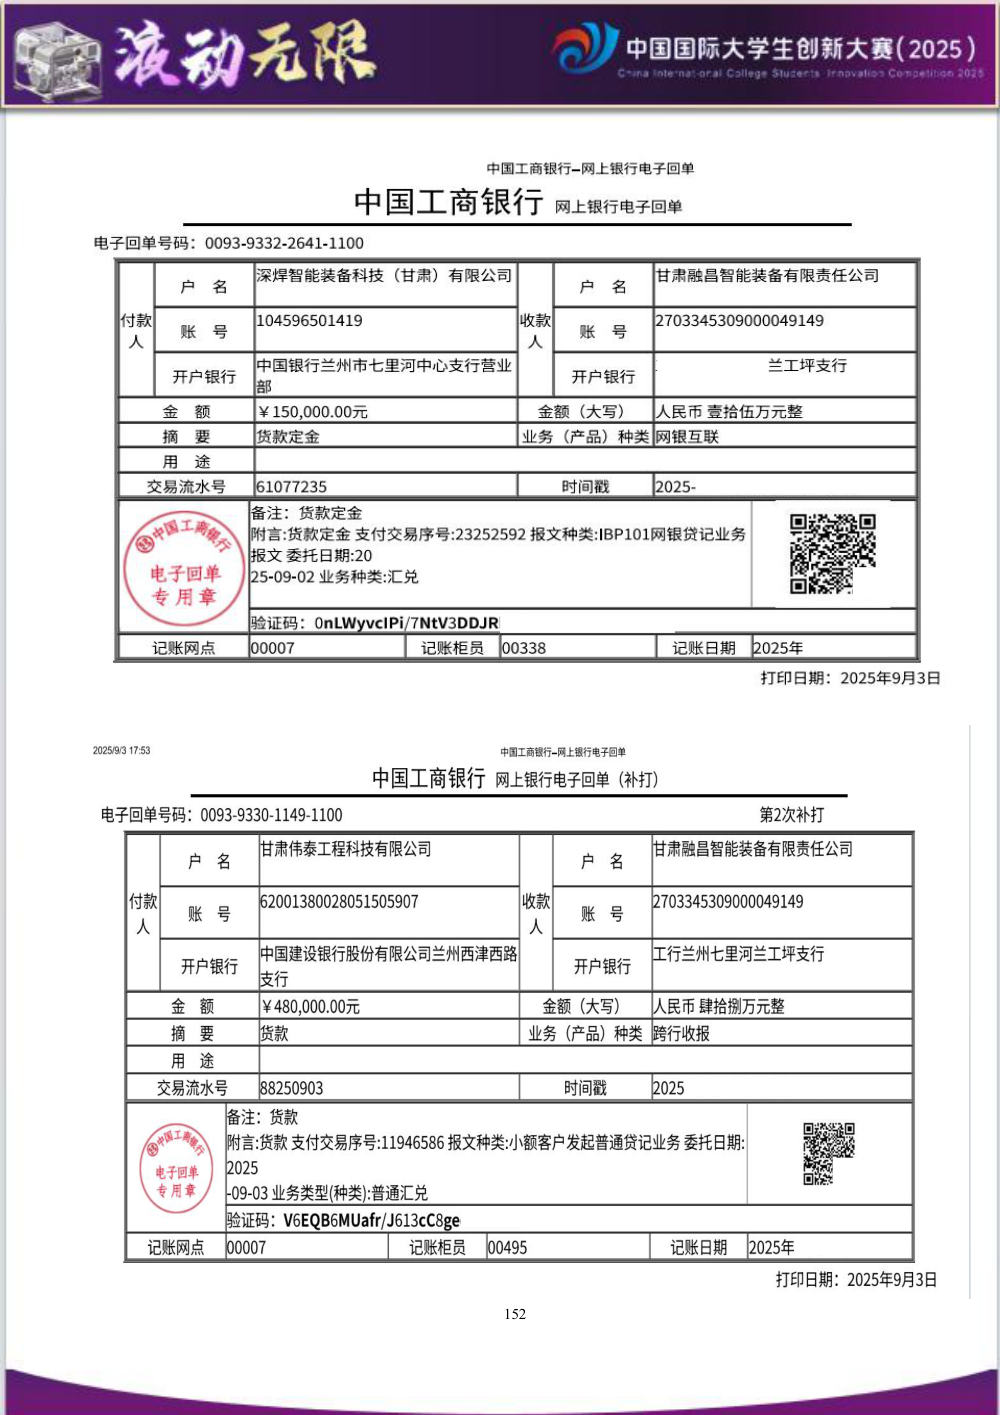 液动无限
中国国际大学生创新大赛(2025)
China International College Students Innovation Competition 2025
中国工商银行—网上银行电子回单
中国工商银行 网上银行电子回单
电子回单号码：0093-9332-2641-1100
付款人 户 名 深焊智能装备科技（甘肃）有限公司 收款人 户 名 甘肃融昌智能装备有限责任公司
账 号 104596501419 账 号 2703345309000049149
开户银行 中国银行兰州市七里河中心支行营业部 开户银行 兰工坪支行
金 额 ￥150,000.00元 金额（大写） 人民币 壹拾伍万元整
摘 要 货款定金 业务（产品）种类 网银互联
用 途
交易流水号 61077235 时间戳 2025-
中国工商银行
电子回单
专用章
备注：货款定金
附言:货款定金 支付交易序号:23252592 报文种类:IBP101网银贷记业务
报文 委托日期:20
25-09-02 业务种类:汇兑
验证码：0nLWyvcIPi/7NtV3DDJR
记账网点 00007 记账柜员 00338 记账日期 2025年
打印日期：2025年9月3日
2025/9/3 17:53
中国工商银行—网上银行电子回单
中国工商银行 网上银行电子回单（补打）
电子回单号码：0093-9330-1149-1100 第2次补打
付款人 户 名 甘肃伟泰工程科技有限公司 收款人 户 名 甘肃融昌智能装备有限责任公司
账 号 62001380028051505907 账 号 2703345309000049149
开户银行 中国建设银行股份有限公司兰州西津西路支行 开户银行 工行兰州七里河兰工坪支行
金 额 ￥480,000.00元 金额（大写） 人民币 肆拾捌万元整
摘 要 货款 业务（产品）种类 跨行收报
用 途
交易流水号 88250903 时间戳 2025
中国工商银行
电子回单
专用章
备注：货款
附言:货款 支付交易序号:11946586 报文种类:小额客户发起普通贷记业务 委托日期:
2025
-09-03 业务类型(种类):普通汇兑
验证码：V6EQB6MUafr/J613cC8ge
记账网点 00007 记账柜员 00495 记账日期 2025年
打印日期：2025年9月3日
152